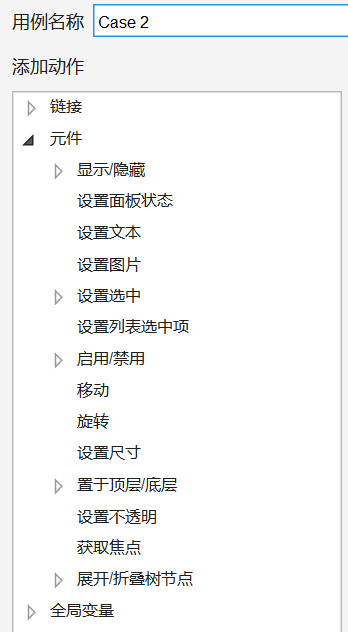 用例名称 Case 2
添加动作
链接
元件
显示/隐藏
设置面板状态
设置文本
设置图片
设置选中
设置列表选中项
启用/禁用
移动
旋转
设置尺寸
置于顶层/底层
设置不透明
获取焦点
展开/折叠树节点
全局变量